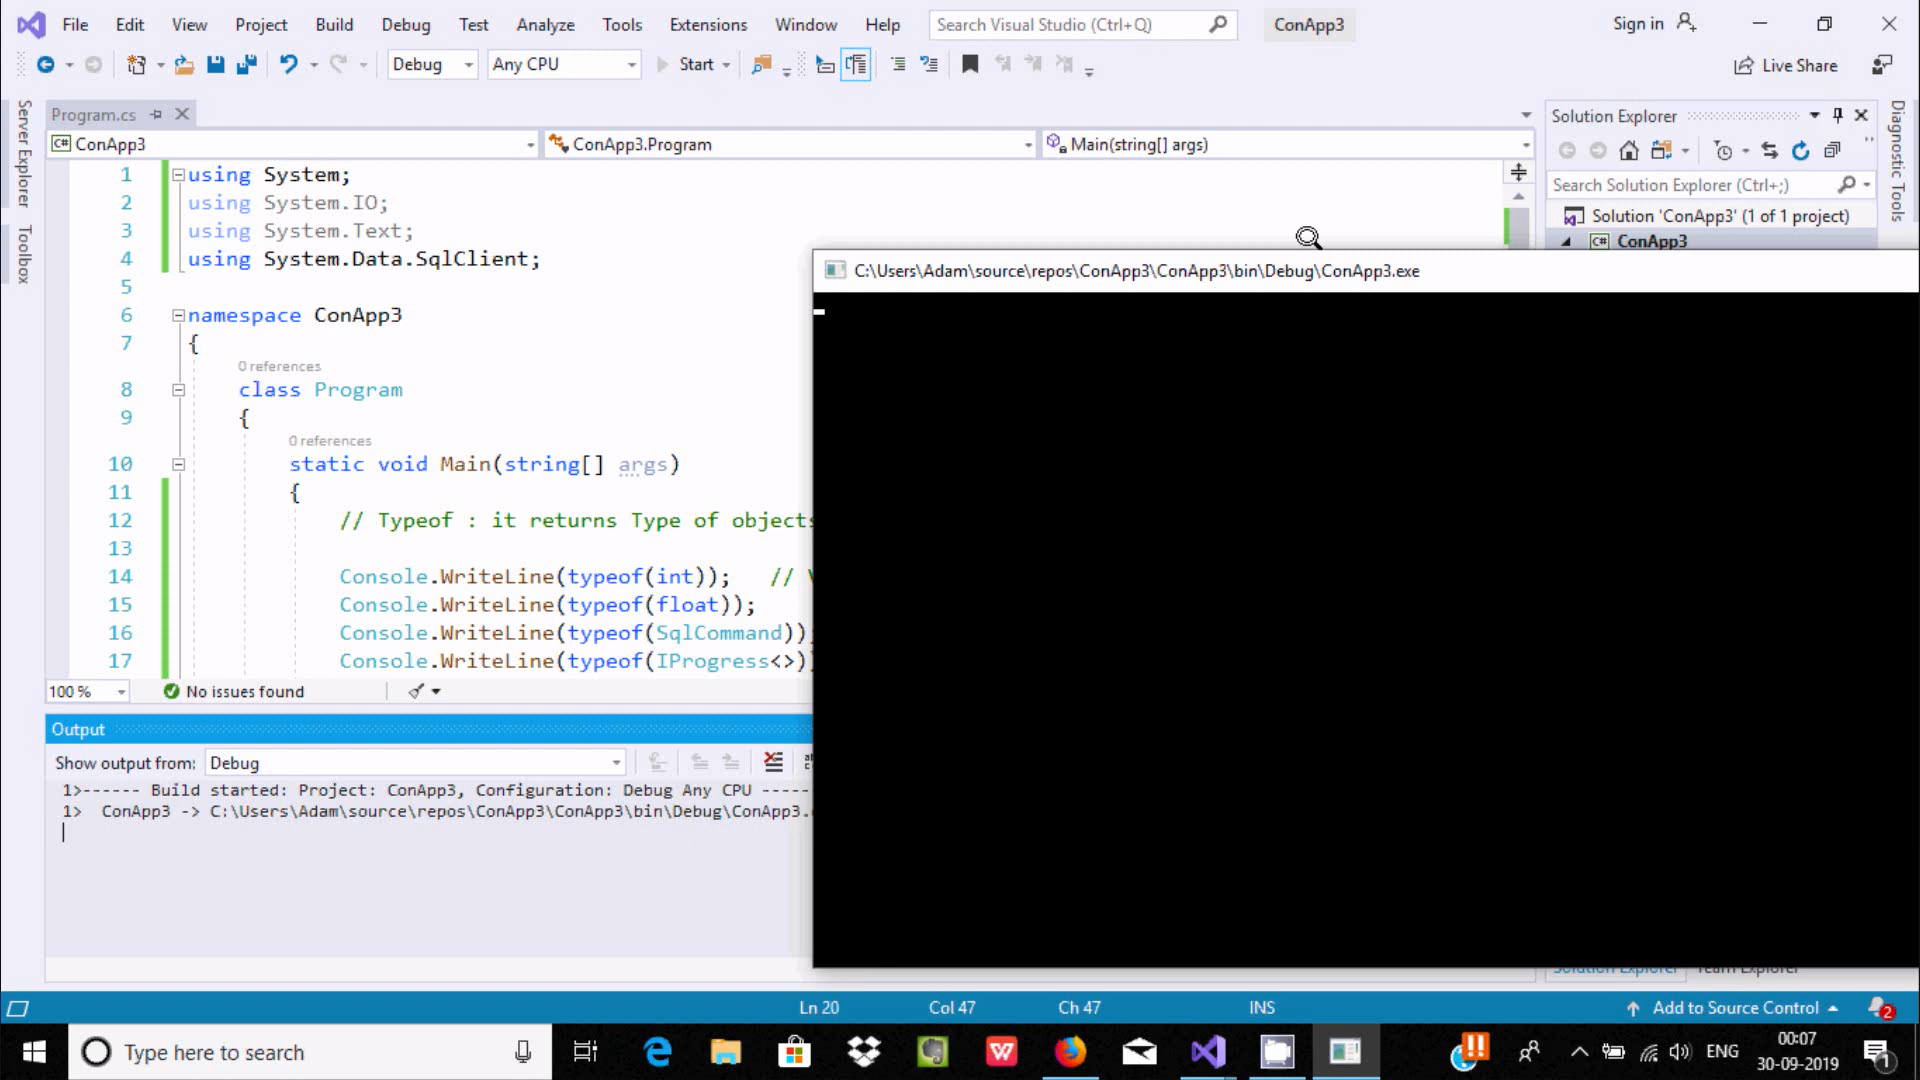 File Edit View Project Build Debug Test Analyze Tools Extensions Window Help Search Visual Studio (Ctrl+Q) ConApp3 Sign in
Debug Any CPU Start Live Share
Server Explorer
Toolbox
Program.cs
ConApp3 ConApp3.Program Main(string[] args)
1 using System;
2 using System.IO;
3 using System.Text;
4 using System.Data.SqlClient;
5
6 namespace ConApp3
7 {
0 references
8 class Program
9 {
0 references
10 static void Main(string[] args)
11 {
12 // Typeof : it returns Type of objects
13
14 Console.WriteLine(typeof(int)); //
15 Console.WriteLine(typeof(float));
16 Console.WriteLine(typeof(SqlCommand));
17 Console.WriteLine(typeof(IProgress<>)
100 % No issues found
Solution Explorer
Search Solution Explorer (Ctrl+;)
Solution 'ConApp3' (1 of 1 project)
ConApp3
Diagnostic Tools
C:\Users\Adam\source\repos\ConApp3\ConApp3\bin\Debug\ConApp3.exe
Output
Show output from: Debug
1>------ Build started: Project: ConApp3, Configuration: Debug Any CPU -----
1> ConApp3 -> C:\Users\Adam\source\repos\ConApp3\ConApp3\bin\Debug\ConApp3.
Solution Explorer Team Explorer
Ln 20 Col 47 Ch 47 INS Add to Source Control 2
Type here to search ENG 00:07
30-09-2019 1